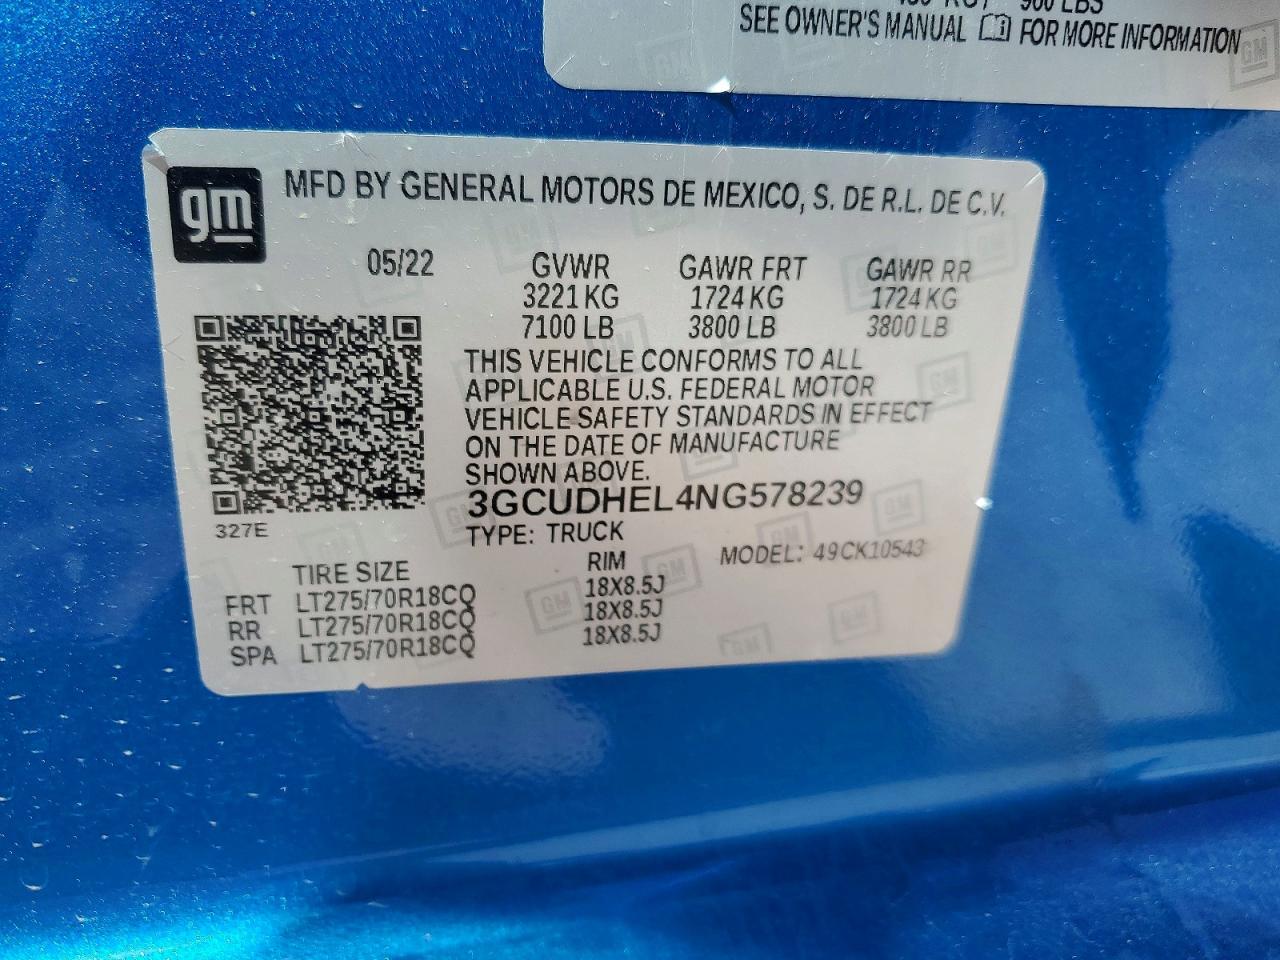 900 LBS
SEE OWNER'S MANUAL FOR MORE INFORMATION
gm
MFD BY GENERAL MOTORS DE MEXICO, S. DE R.L. DE C.V.
05/22 GVWR GAWR FRT GAWR RR
3221 KG 1724 KG 1724 KG
7100 LB 3800 LB 3800 LB
THIS VEHICLE CONFORMS TO ALL
APPLICABLE U.S. FEDERAL MOTOR
VEHICLE SAFETY STANDARDS IN EFFECT
ON THE DATE OF MANUFACTURE
SHOWN ABOVE.
3GCUDHEL4NG578239
327E
TYPE: TRUCK
MODEL: 49CK10543
TIRE SIZE RIM
FRT LT275/70R18CQ 18X8.5J
RR LT275/70R18CQ 18X8.5J
SPA LT275/70R18CQ 18X8.5J